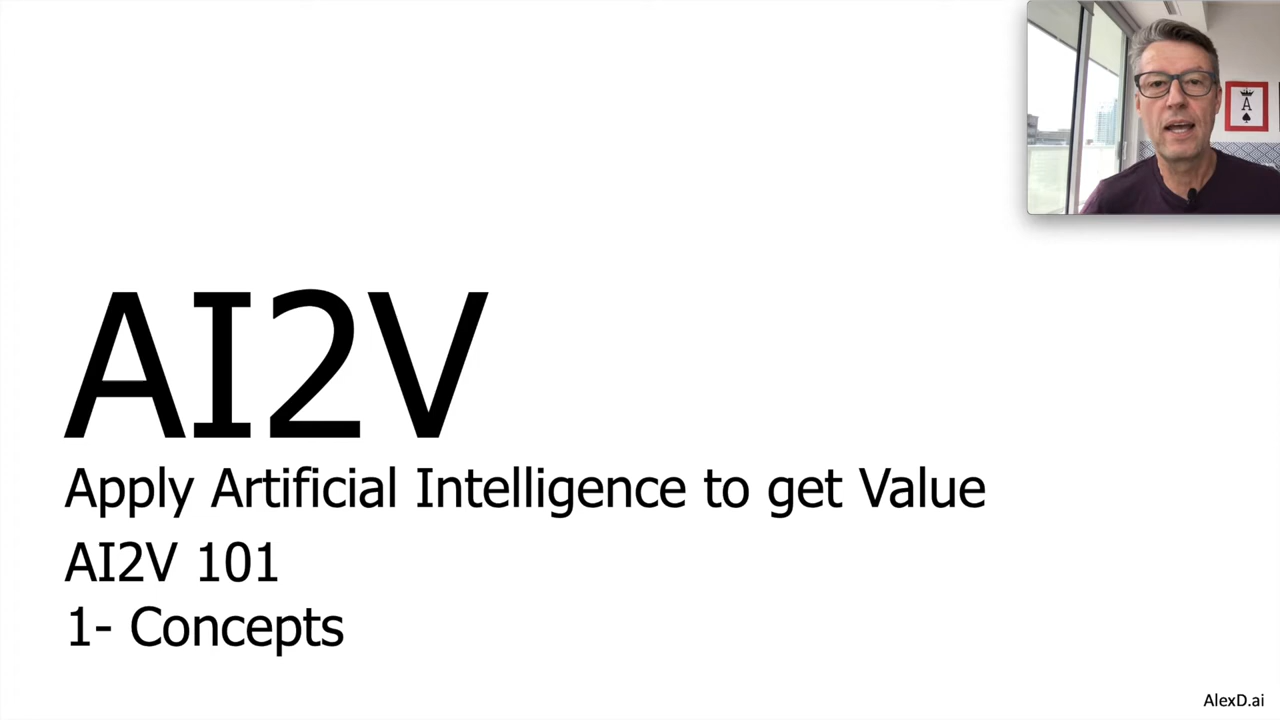 A
AI2V
Apply Artificial Intelligence to get Value
AI2V 101
1- Concepts
AlexD.ai